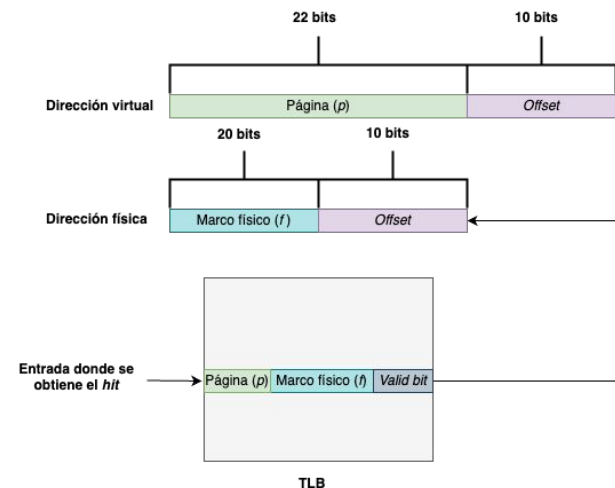 22 bits
10 bits
Dirección virtual
Página (p)
Offset
20 bits
10 bits
Dirección física
Marco físico (f )
Offset
Entrada donde se
obtiene el hit
Página (p)
Marco físico (f)
Valid bit
TLB